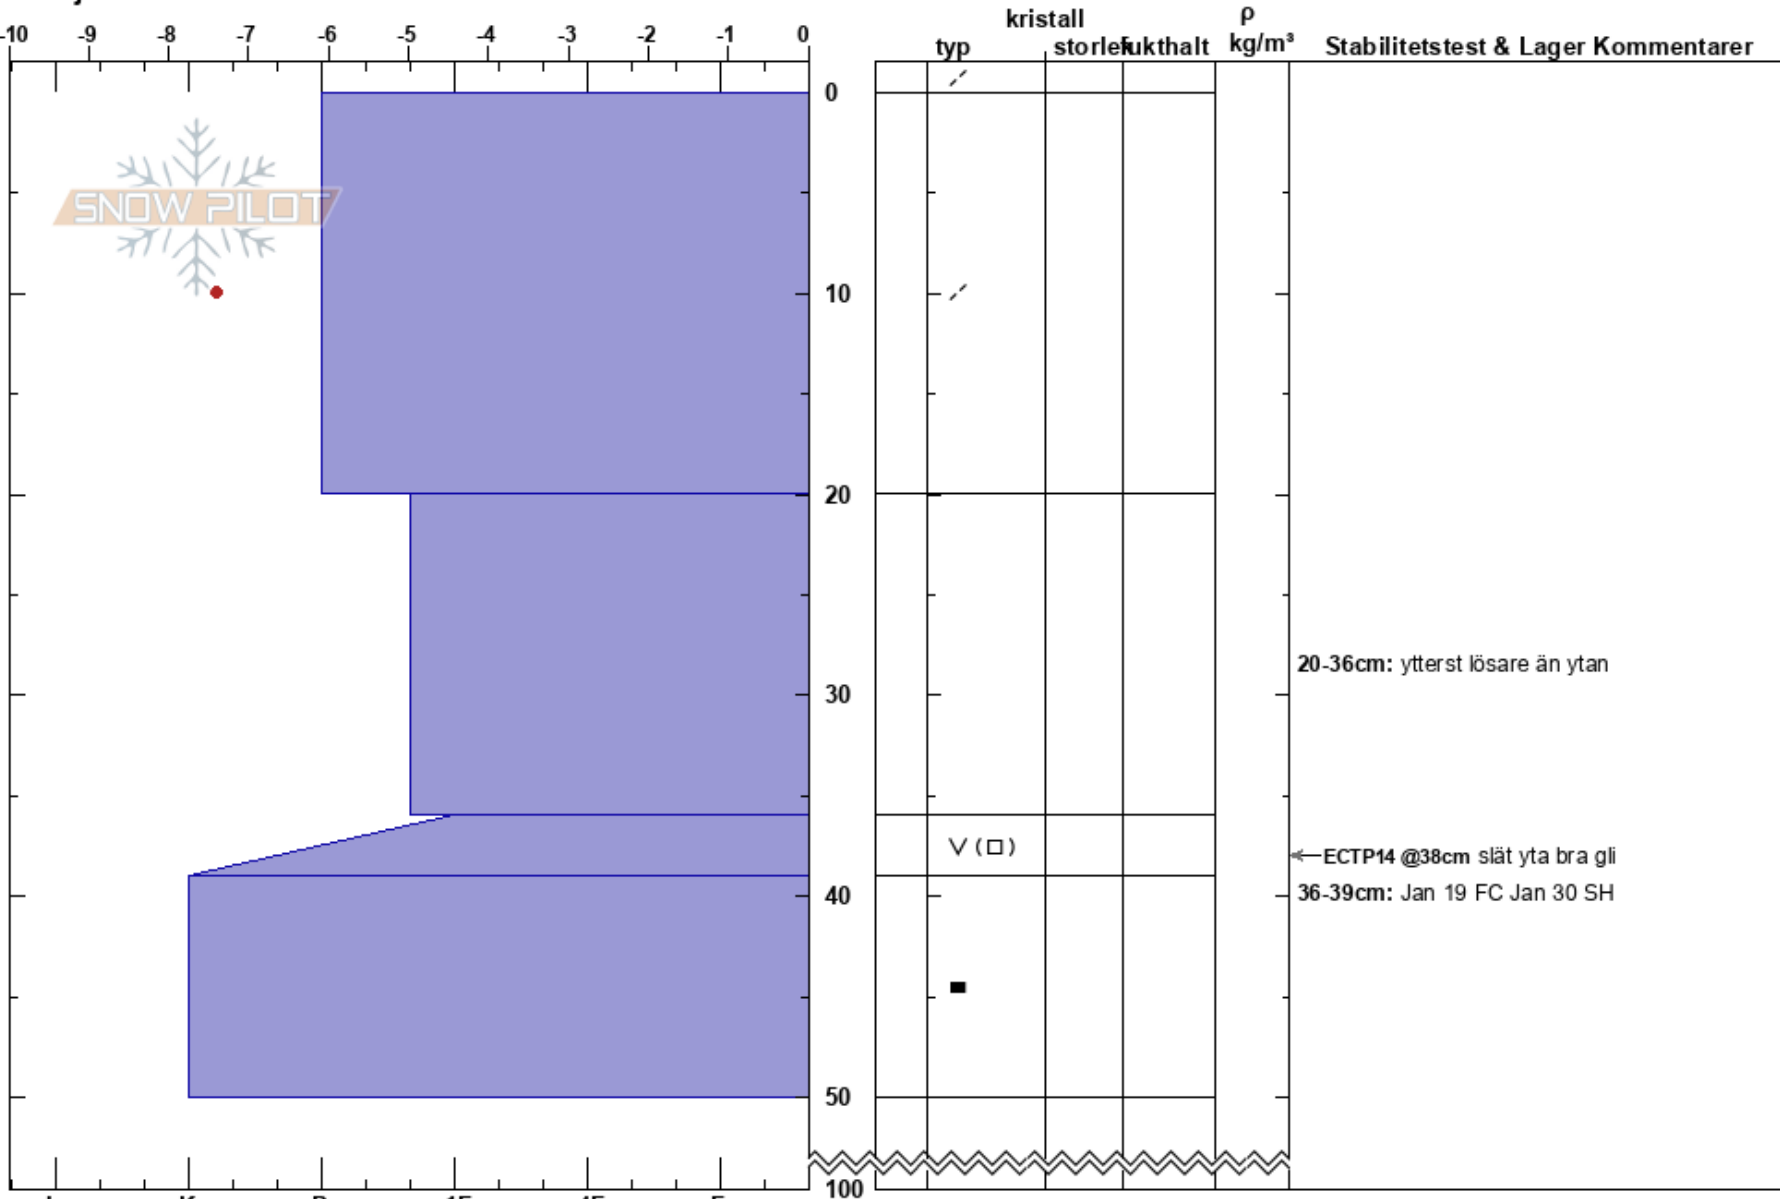 kristall ρ
-10 -9 -8 -7 -6 -5 -4 -3 -2 -1 0 typ storlek fukthalt kg/m³ Stabilitetstest & Lager Kommentarer
0
SNOW PILOT
10
20
20-36cm: ytterst lösare än ytan
30
V (□)
ECTP14 @38cm slät yta bra gli
40 36-39cm: Jan 19 FC Jan 30 SH
50
100